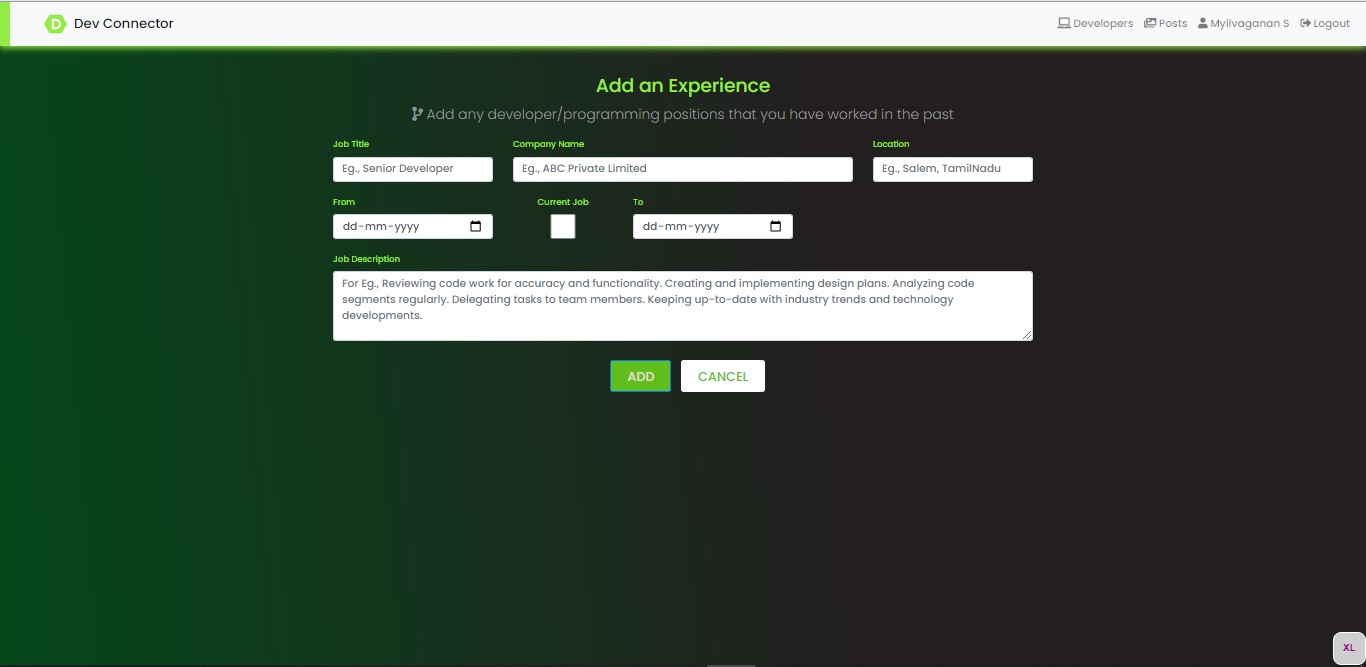 D Dev Connector Developers Posts Myilvaganan S Logout
Add an Experience
Add any developer/programming positions that you have worked in the past
Job Title Company Name Location
Eg., Senior Developer Eg., ABC Private Limited Eg., Salem, TamilNadu
From Current Job To
dd-mm-yyyy dd-mm-yyyy
Job Description
For Eg., Reviewing code work for accuracy and functionality. Creating and implementing design plans. Analyzing code
segments regularly. Delegating tasks to team members. Keeping up-to-date with industry trends and technology
developments.
ADD CANCEL
XL